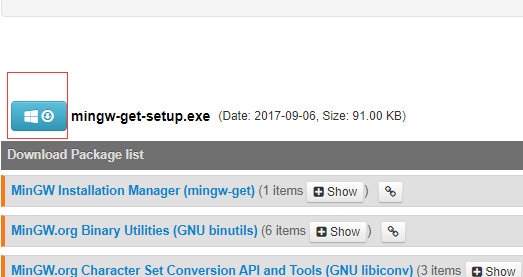 mingw-get-setup.exe (Date: 2017-09-06, Size: 91.00 KB)
Download Package list
MinGW Installation Manager (mingw-get) (1 items Show)
MinGW.org Binary Utilities (GNU binutils) (6 items Show)
MinGW.org Character Set Conversion API and Tools (GNU libiconv) (3 items Show